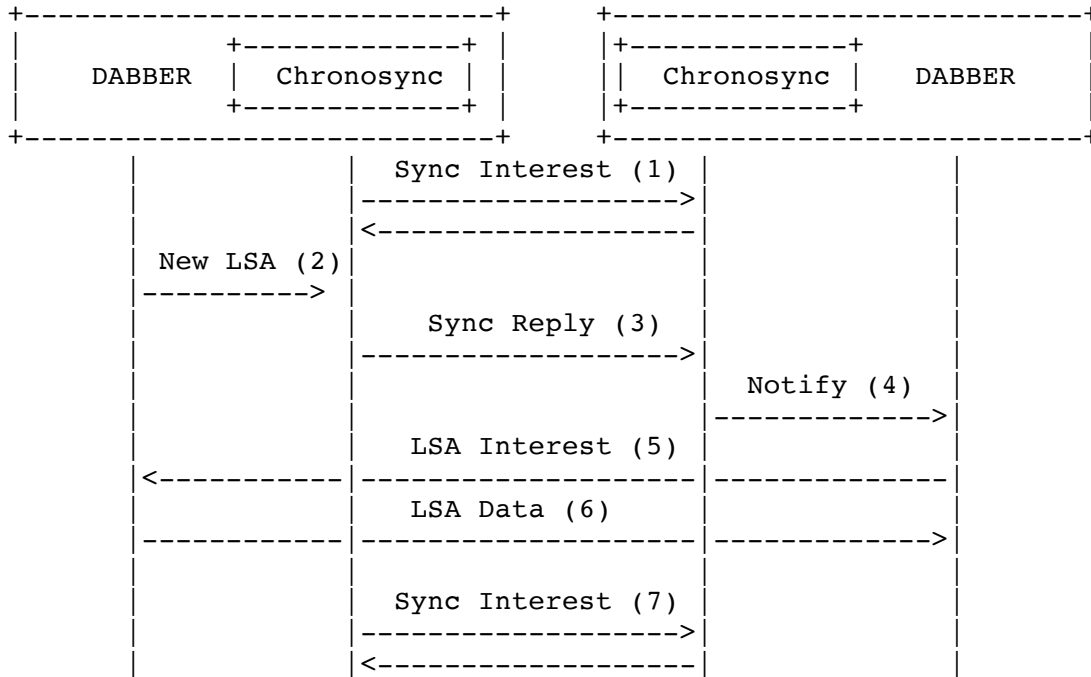 DABBER Chronosync Chronosync DABBER
Sync Interest (1)
New LSA (2)
Sync Reply (3)
Notify (4)
LSA Interest (5)
LSA Data (6)
Sync Interest (7)